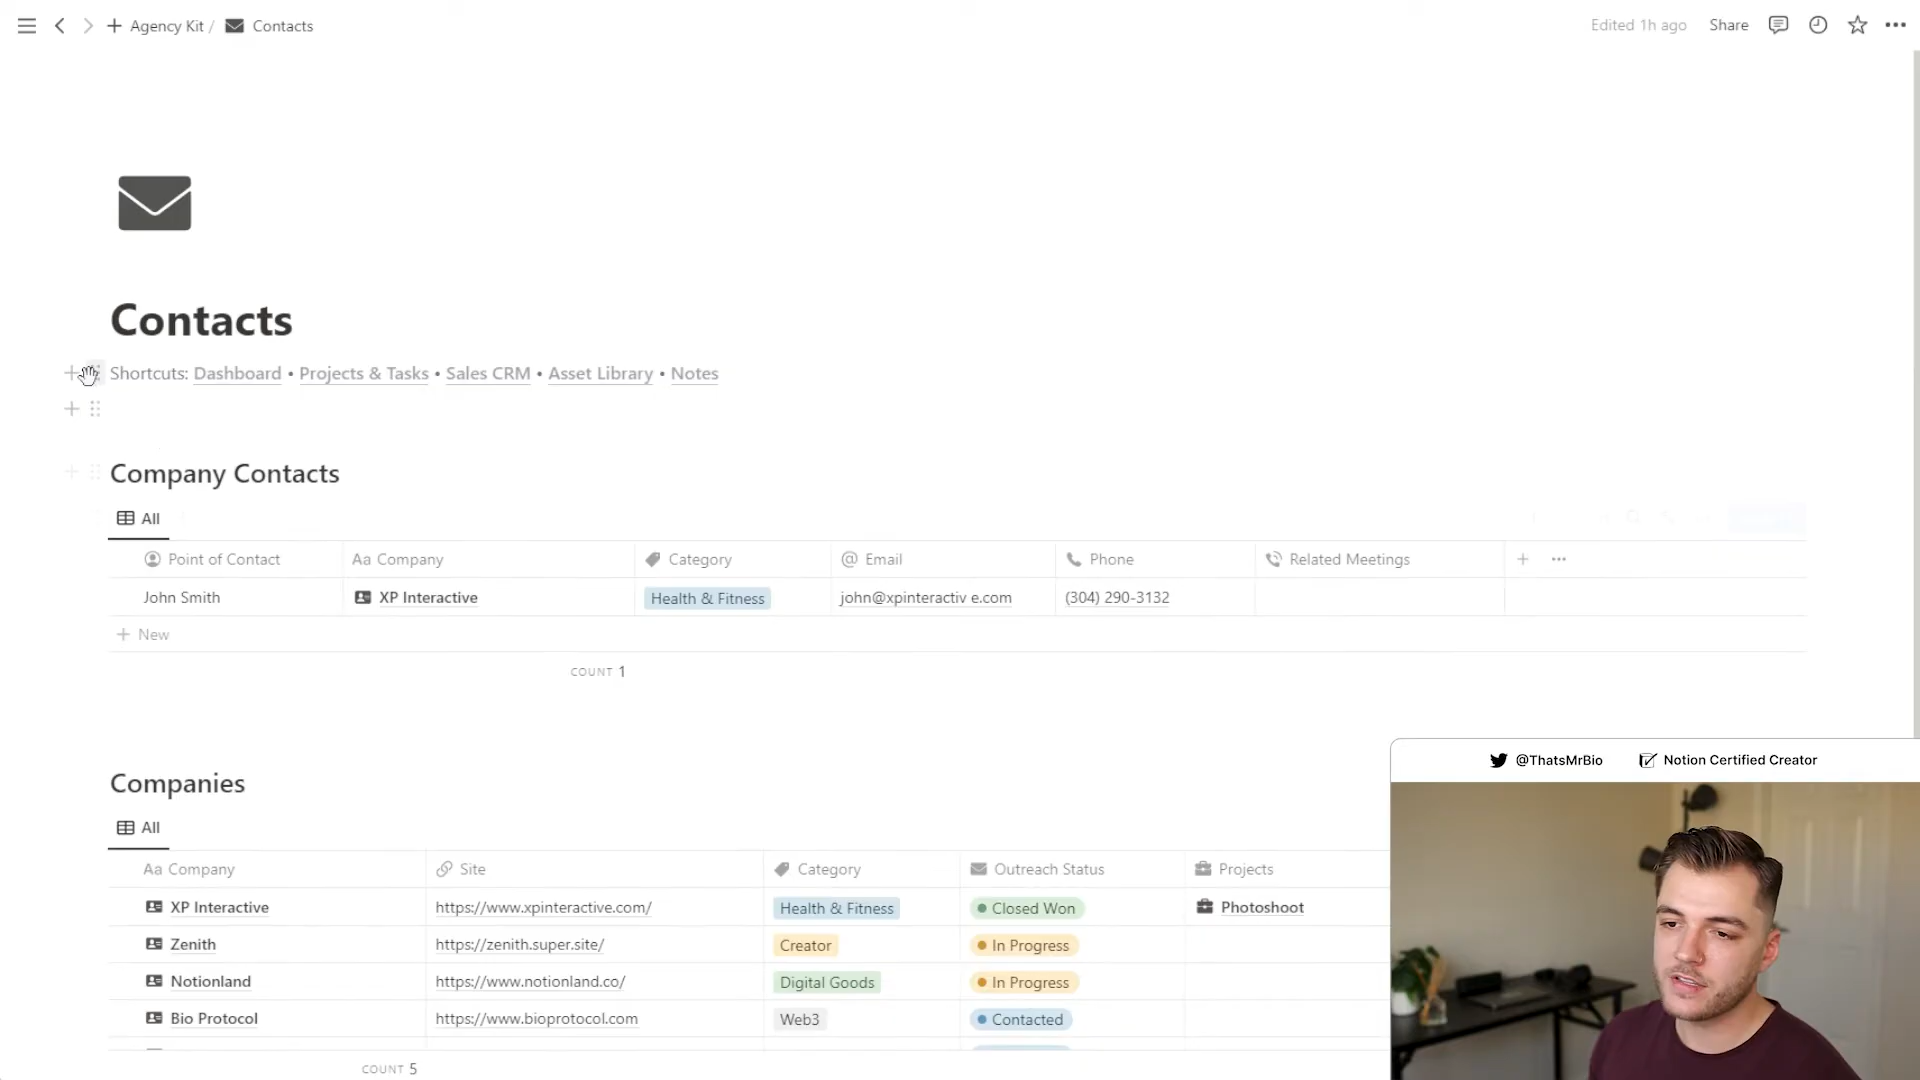 Agency Kit / Contacts
Edited 1h ago Share
Contacts
Shortcuts: Dashboard • Projects & Tasks • Sales CRM • Asset Library • Notes
Company Contacts
All
Point of Contact Aa Company Category @ Email Phone Related Meetings
John Smith XP Interactive Health & Fitness john@xpinteractiv e.com (304) 290-3132
+ New
COUNT 1
Companies
All
Aa Company Site Category Outreach Status Projects
XP Interactive https://www.xpinteractive.com/ Health & Fitness Closed Won Photoshoot
Zenith https://zenith.super.site/ Creator In Progress
Notionland https://www.notionland.co/ Digital Goods In Progress
Bio Protocol https://www.bioprotocol.com Web3 Contacted
COUNT 5
@ThatsMrBio Notion Certified Creator